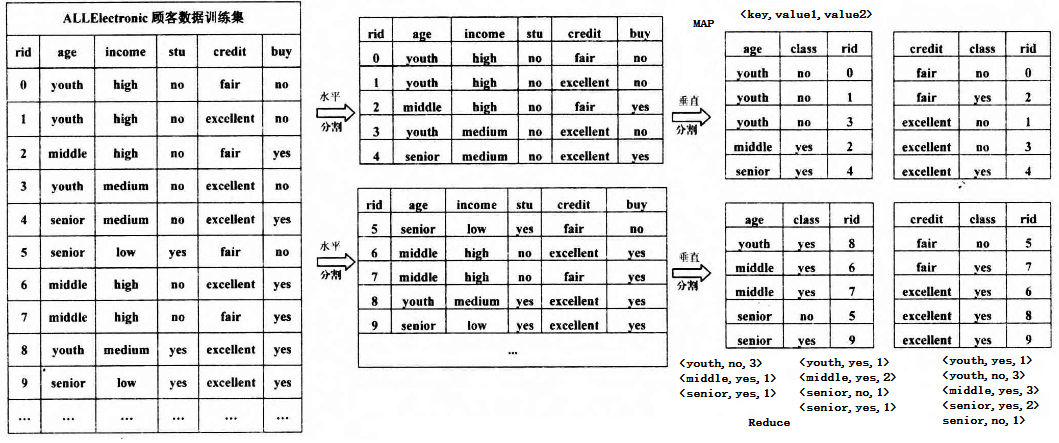 ALLElectronic 顾客数据训练集
rid age income stu credit buy
0 youth high no fair no
1 youth high no excellent no
2 middle high no fair yes
3 youth medium no excellent no
4 senior medium no excellent yes
5 senior low yes fair no
6 middle high no excellent yes
7 middle high no fair yes
8 youth medium yes excellent yes
9 senior low yes excellent yes
... ... ... ... ... ...
水平
分割
rid age income stu credit buy
0 youth high no fair no
1 youth high no excellent no
2 middle high no fair yes
3 youth medium no excellent no
4 senior medium no excellent yes
水平
分割
rid age income stu credit buy
5 senior low yes fair no
6 middle high no excellent yes
7 middle high no fair yes
8 youth medium yes excellent yes
9 senior low yes excellent yes
...
MAP
<key,value1,value2>
垂直
分割
age class rid
youth no 0
youth no 1
youth no 3
middle yes 2
senior yes 4
credit class rid
fair no 0
fair yes 2
excellent no 1
excellent no 3
excellent yes 4
垂直
分割
age class rid
youth yes 8
middle yes 6
middle yes 7
senior no 5
senior yes 9
credit class rid
fair no 5
fair yes 7
excellent yes 6
excellent yes 8
excellent yes 9
<youth,no,3>
<middle,yes,1>
<senior,yes,1>
<youth,yes,1>
<middle,yes,2>
<senior,no,1>
<senior,yes,1>
<youth,yes,1>
<youth,no,3>
<middle,yes,3>
<senior,yes,2>
senior,no,1>
Reduce